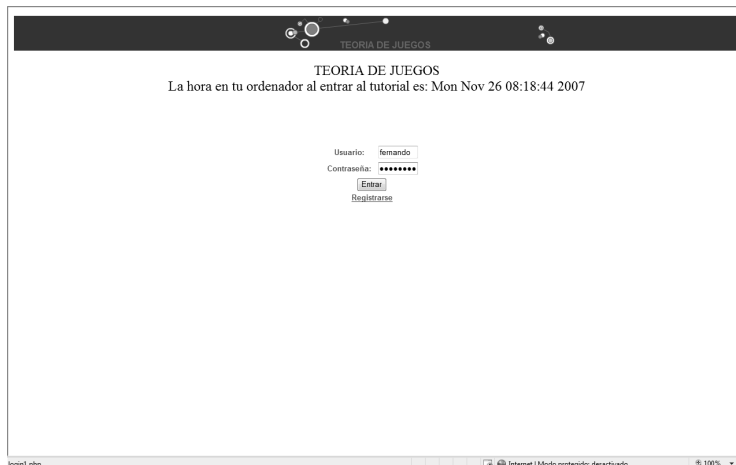 TEORIA DE JUEGOS
TEORIA DE JUEGOS
La hora en tu ordenador al entrar al tutorial es: Mon Nov 26 08:18:44 2007
Usuario: fernando
Contraseña: ●●●●●●●●
Entrar
Registrarse
login1.php Internet | Modo protegido: desactivado 100%